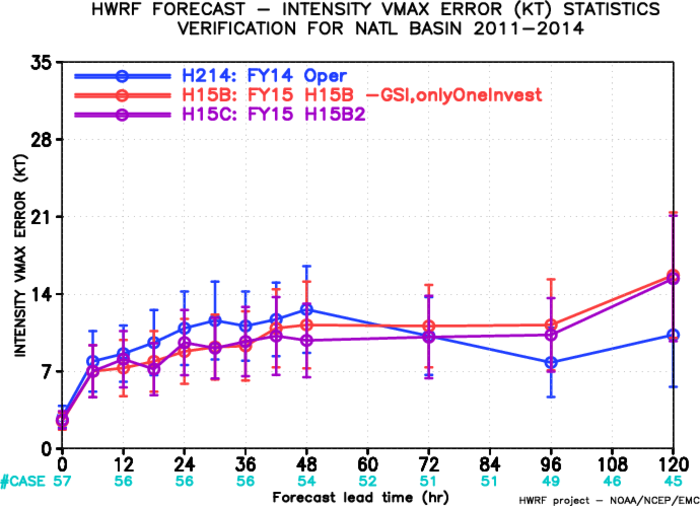 HWRF FORECAST – INTENSITY VMAX ERROR (KT) STATISTICS
VERIFICATION FOR NATL BASIN 2011–2014
H214: FY14 Oper
H15B: FY15 H15B –GSI,onlyOneInvest
H15C: FY15 H15B2
INTENSITY VMAX ERROR (KT)
35
28
21
14
7
0
0 12 24 36 48 60 72 84 96 108 120
#CASE 57 56 56 56 54 52 51 51 49 46 45
Forecast lead time (hr)
HWRF project – NOAA/NCEP/EMC